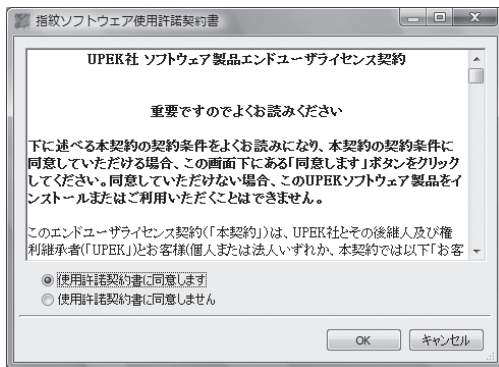 指紋ソフトウェア使用許諾契約書
UPEK社 ソフトウェア製品エンドユーザライセンス契約
重要ですのでよくお読みください
下に述べる本契約の契約条件をよくお読みになり、本契約の契約条件に
同意していただける場合、この画面下にある「同意します」ボタンをクリック
してください。同意していただけない場合、このUPEKソフトウェア製品をイ
ンストールまたはご利用いただくことはできません。
このエンドユーザライセンス契約(「本契約」)は、UPEK社とその後継人及び権
利継承者(「UPEK」)とお客様(個人または法人いずれか、本契約では以下「お客
使用許諾契約書に同意します
使用許諾契約書に同意しません
OK
キャンセル